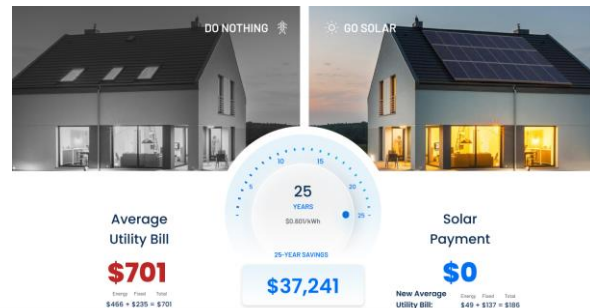 DO NOTHING
GO SOLAR
5
10
15
20
25
25
YEARS
$0.801/kWh
25-YEAR SAVINGS
$37,241
Average
Utility Bill
$701
Energy Fixed Total
$466 + $235 = $701
Solar
Payment
$0
New Average
Utility Bill:
Energy Fixed Total
$49 + $137 = $186